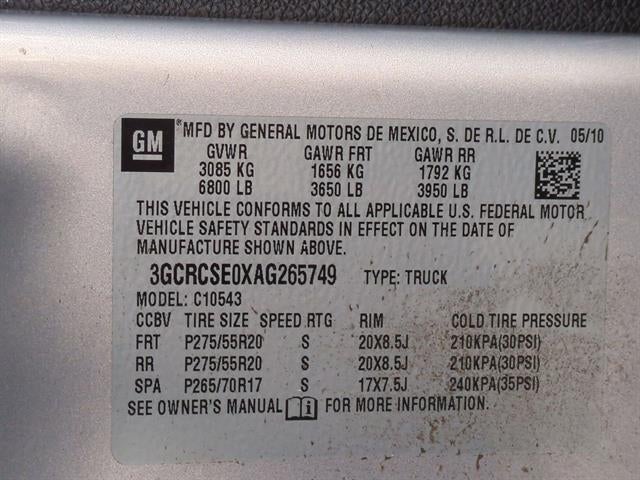 GM ® MFD BY GENERAL MOTORS DE MEXICO, S. DE R.L. DE C.V. 05/10
GVWR GAWR FRT GAWR RR
3085 KG 1656 KG 1792 KG
6800 LB 3650 LB 3950 LB
THIS VEHICLE CONFORMS TO ALL APPLICABLE U.S. FEDERAL MOTOR
VEHICLE SAFETY STANDARDS IN EFFECT ON THE DATE OF
MANUFACTURE SHOWN ABOVE.
3GCRCSE0XAG265749 TYPE: TRUCK
MODEL: C10543
CCBV TIRE SIZE SPEED RTG RIM COLD TIRE PRESSURE
FRT P275/55R20 S 20X8.5J 210KPA(30PSI)
RR P275/55R20 S 20X8.5J 210KPA(30PSI)
SPA P265/70R17 S 17X7.5J 240KPA(35PSI)
SEE OWNER'S MANUAL i FOR MORE INFORMATION.